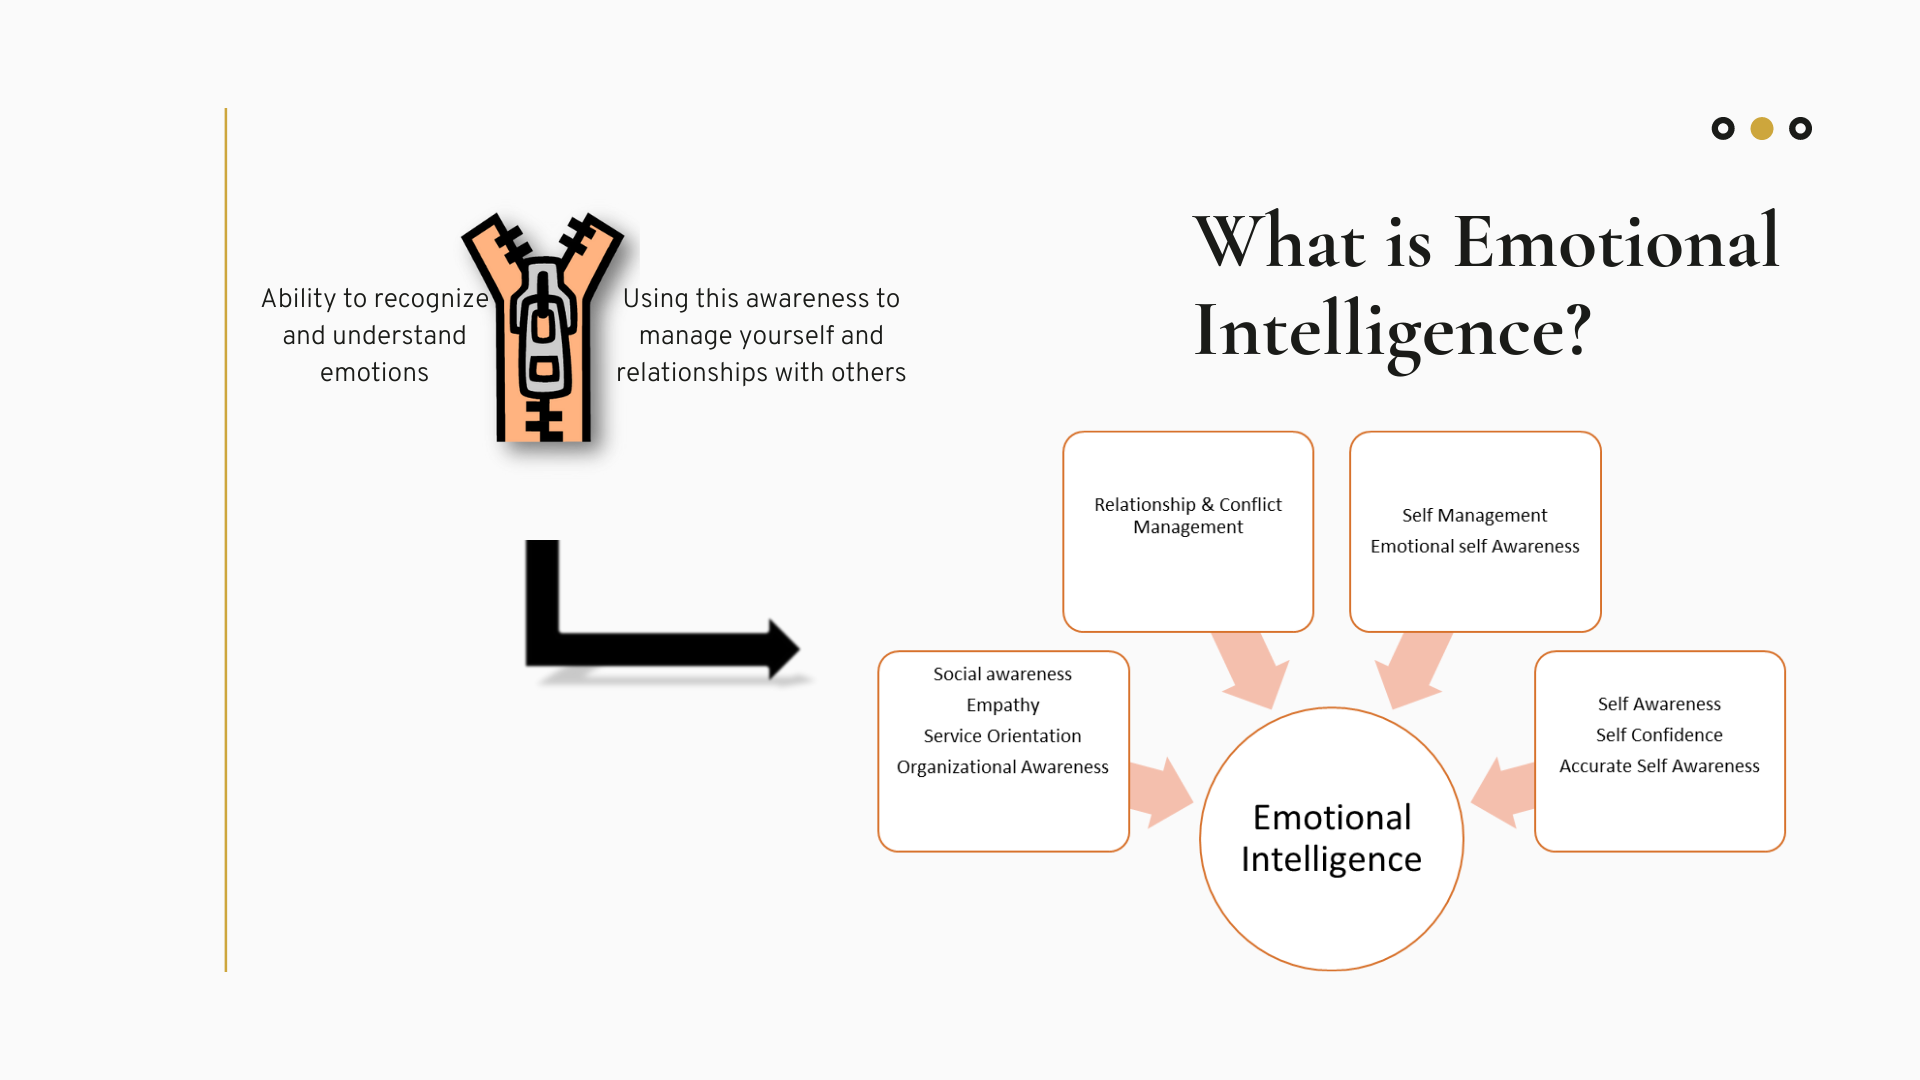 What is Emotional
Intelligence?
Ability to recognize
and understand
emotions
Using this awareness to
manage yourself and
relationships with others
Relationship & Conflict
Management
Self Management
Emotional self Awareness
Social awareness
Empathy
Service Orientation
Organizational Awareness
Self Awareness
Self Confidence
Accurate Self Awareness
Emotional
Intelligence